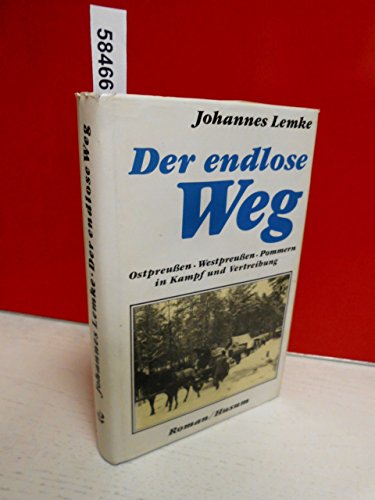 58466
Johannes Lemke
Der endlose
Weg
Ostpreußen · Westpreußen · Pommern
in Kampf und Vertreibung
Roman/Husum
Johannes Lemke · Der endlose Weg